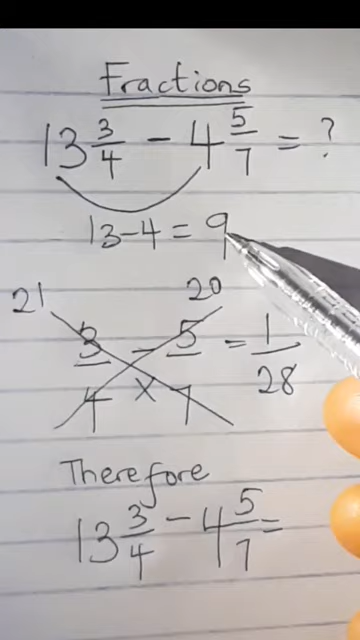 Fractions
13 3/4 - 4 5/7 = ?
13-4 = 9
21 20
3/4 - 5/7 = 1/28
×
Therefore
13 3/4 - 4 5/7 =